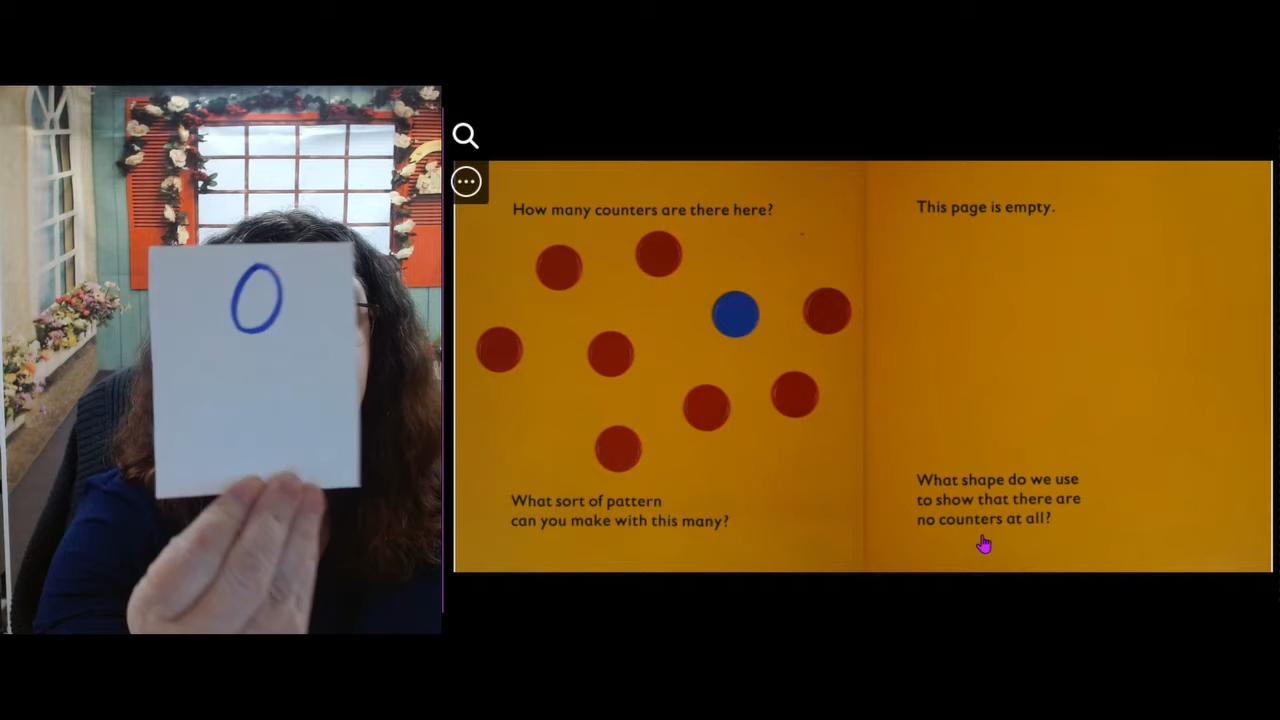 0
How many counters are there here?
What sort of pattern
can you make with this many?
This page is empty.
What shape do we use
to show that there are
no counters at all?